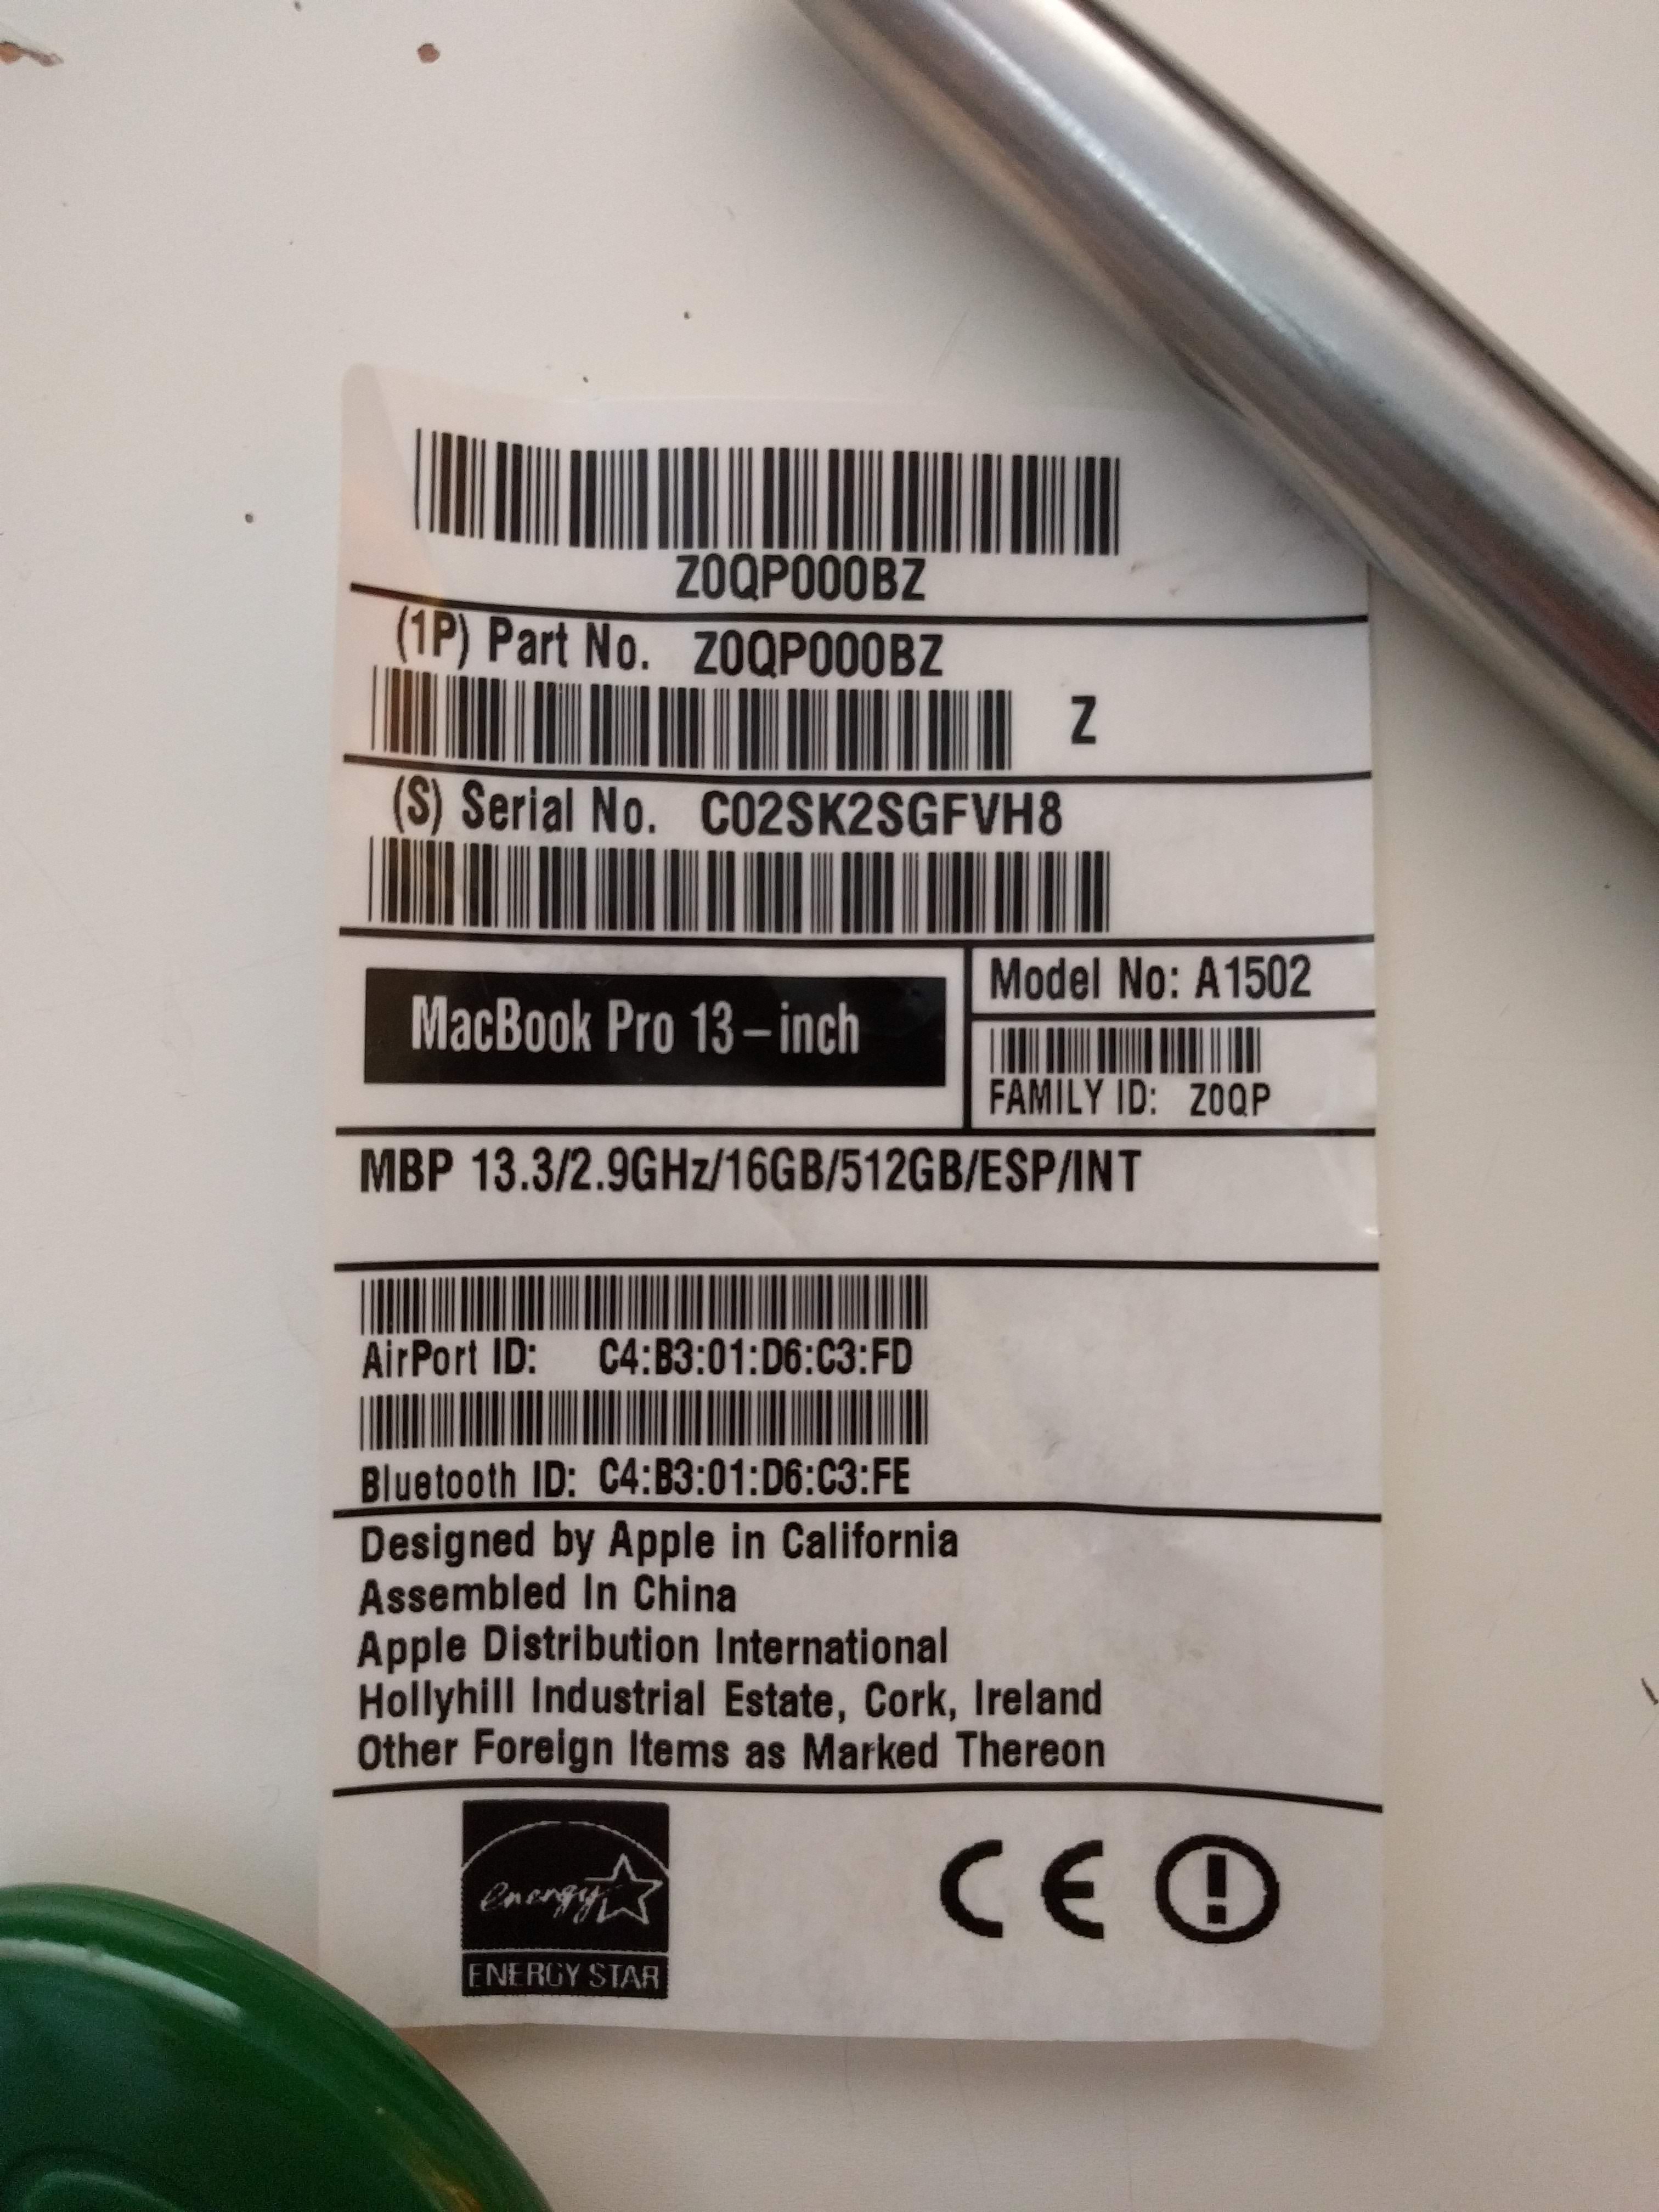 Z0QP000BZ
(1P) Part No. Z0QP000BZ
Z
(S) Serial No. C02SK2SGFVH8
MacBook Pro 13-inch
Model No: A1502
FAMILY ID: Z0QP
MBP 13.3/2.9GHz/16GB/512GB/ESP/INT
AirPort ID: C4:B3:01:D6:C3:FD
Bluetooth ID: C4:B3:01:D6:C3:FE
Designed by Apple in California
Assembled In China
Apple Distribution International
Hollyhill Industrial Estate, Cork, Ireland
Other Foreign Items as Marked Thereon
energy
ENERGY STAR
CE